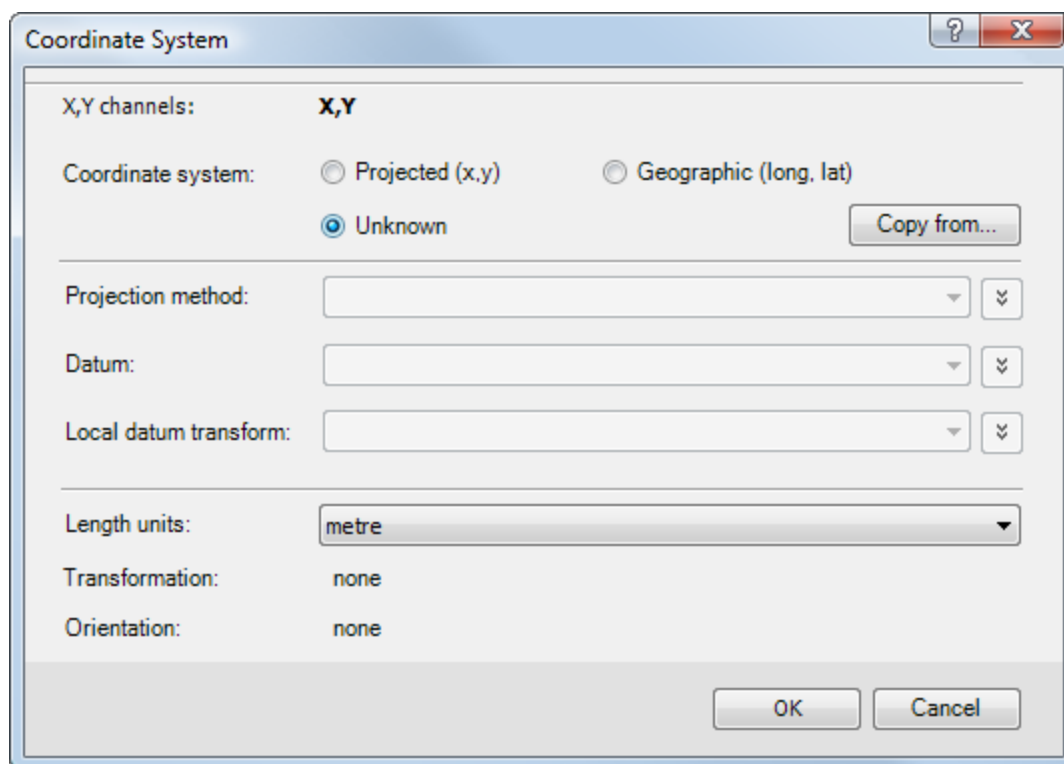 Coordinate System
X,Y channels: X,Y
Coordinate system: Projected (x,y) Geographic (long, lat)
Unknown Copy from...
Projection method:
Datum:
Local datum transform:
Length units: metre
Transformation: none
Orientation: none
OK Cancel